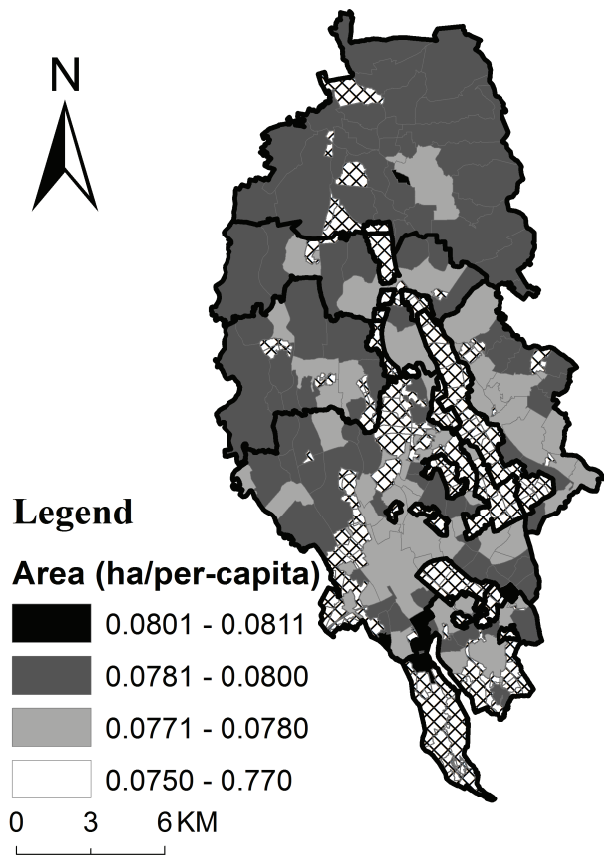 N
Legend
Area (ha/per-capita)
0.0801 - 0.0811
0.0781 - 0.0800
0.0771 - 0.0780
0.0750 - 0.770
0 3 6 KM